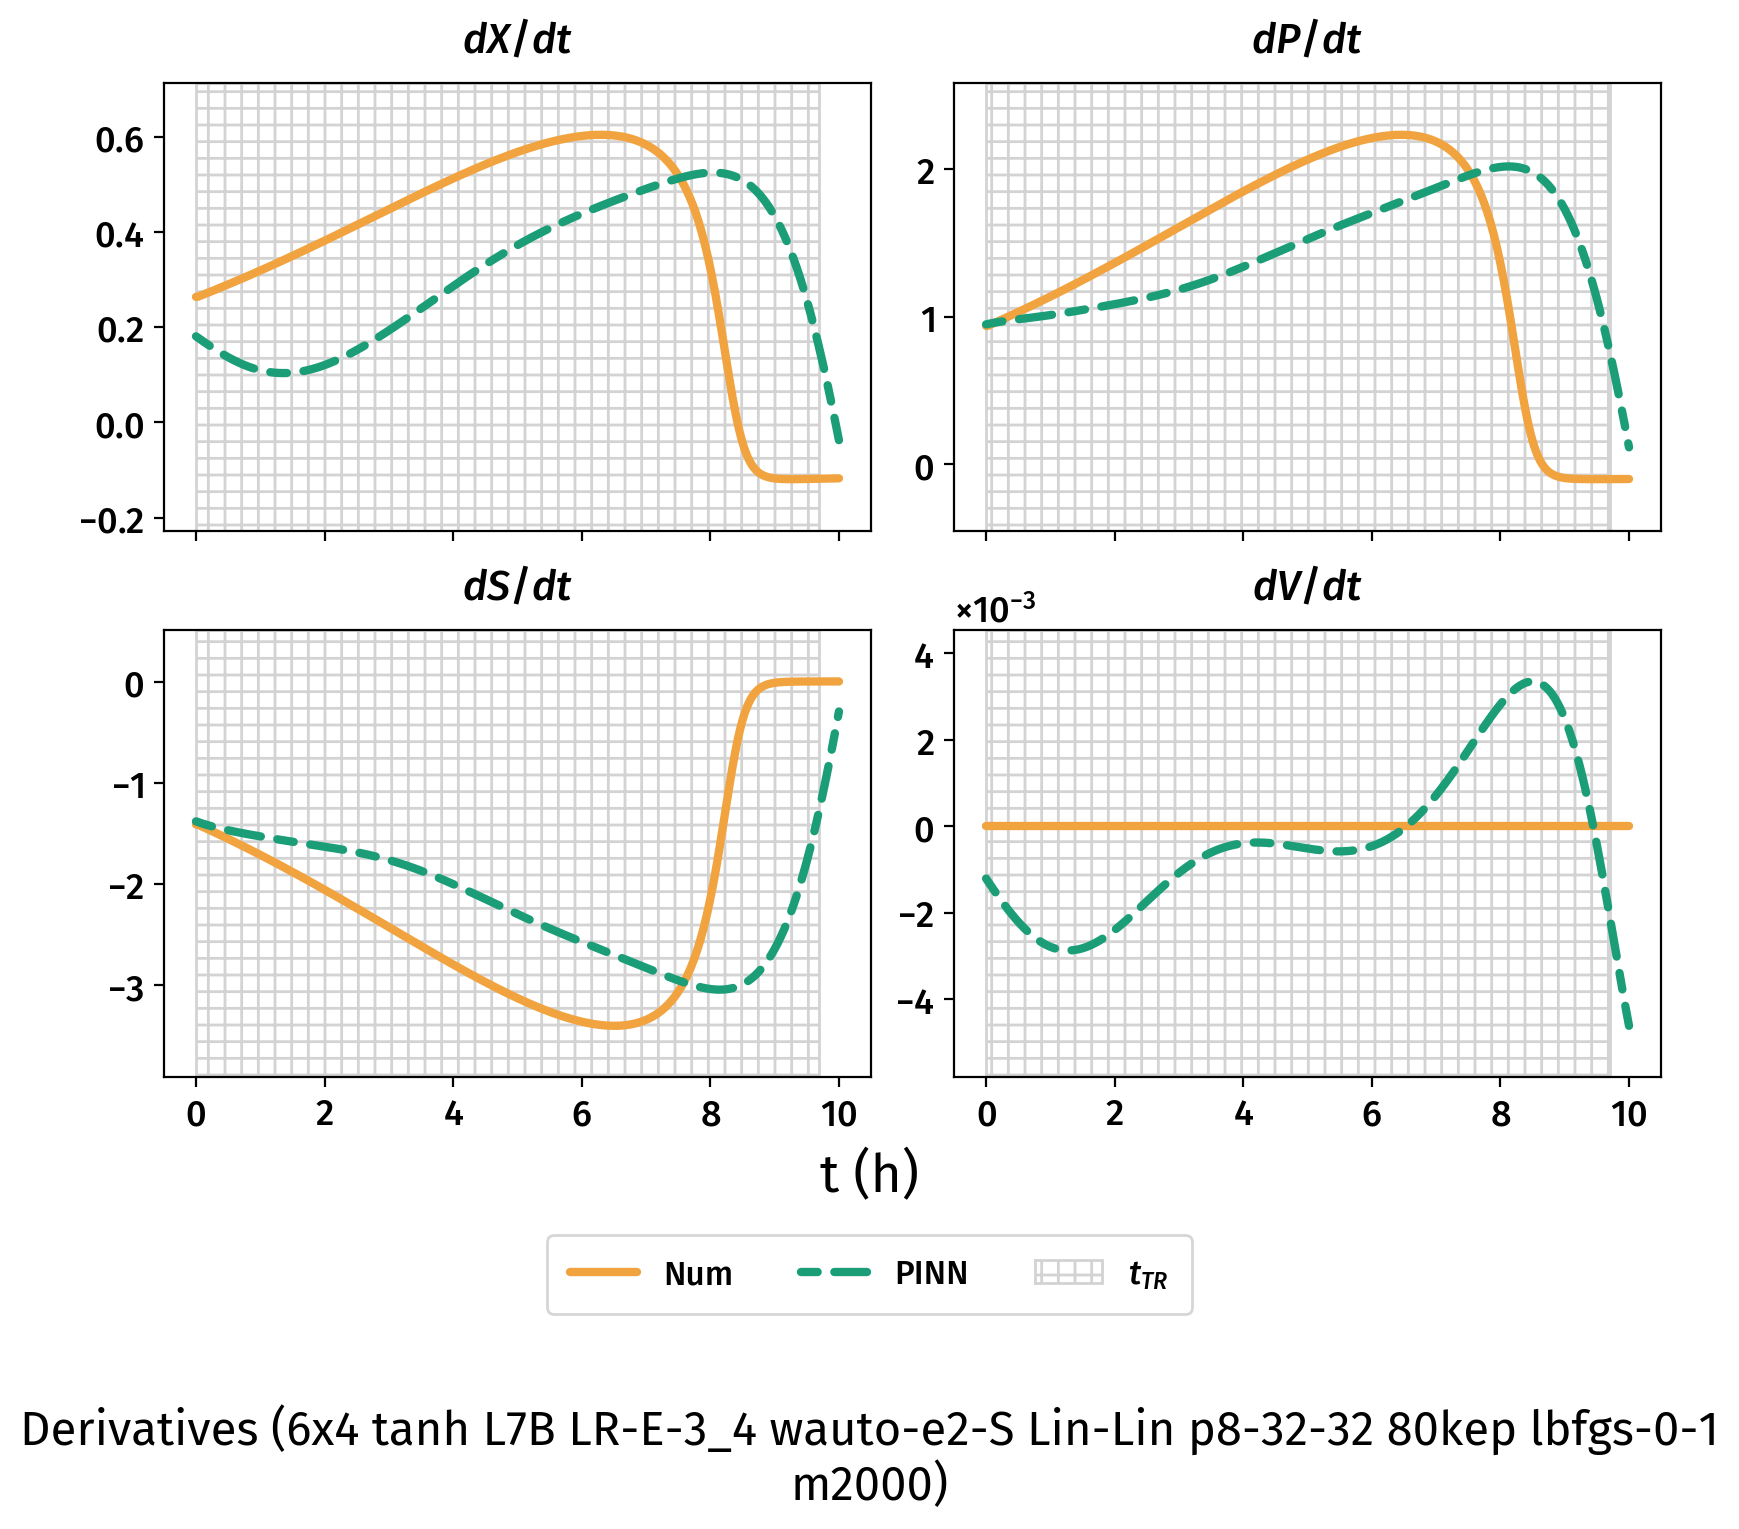 dX/dt
dP/dt
0.6
0.4
0.2
0.0
−0.2
2
1
0
dS/dt
dV/dt
×10⁻³
0
−1
−2
−3
4
2
0
−2
−4
0 2 4 6 8 10
0 2 4 6 8 10
t (h)
Num PINN t_TR
Derivatives (6x4 tanh L7B LR-E-3_4 wauto-e2-S Lin-Lin p8-32-32 80kep lbfgs-0-1
m2000)